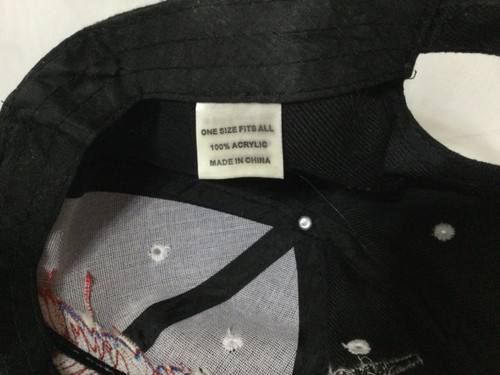 ONE SIZE FITS ALL
100% ACRYLIC
MADE IN CHINA